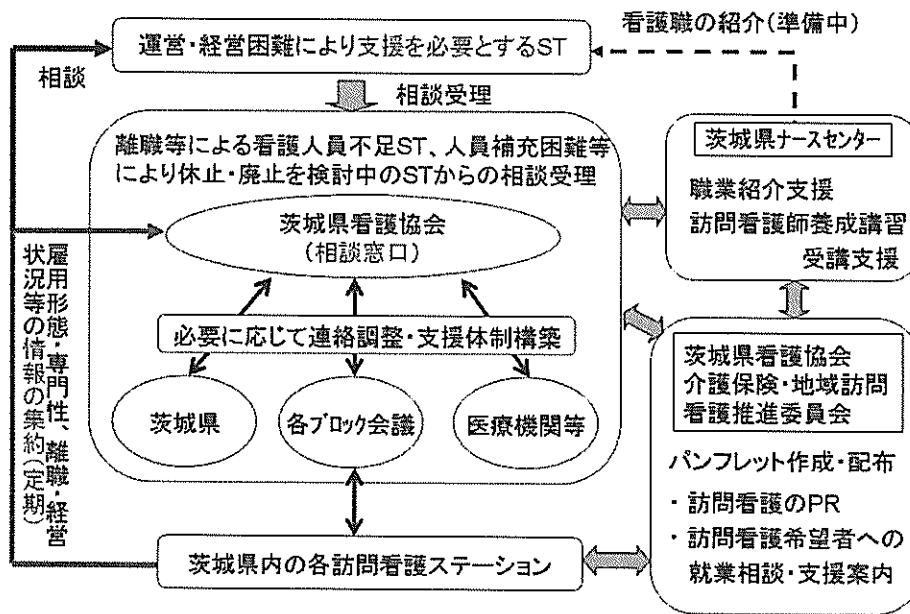 看護職の紹介(準備中)
運営・経営困難により支援を必要とするST
相談
相談受理
離職等による看護人員不足ST、人員補充困難等
により休止・廃止を検討中のSTからの相談受理
茨城県看護協会
(相談窓口)
必要に応じて連絡調整・支援体制構築
茨城県
各ブロック会議
医療機関等
茨城県内の各訪問看護ステーション
雇用形態・専門性、離職・経営
状況等の情報の集約(定期)
茨城県ナースセンター
職業紹介支援
訪問看護師養成講習
受講支援
茨城県看護協会
介護保険・地域訪問
看護推進委員会
パンフレット作成・配布
・訪問看護のPR
・訪問看護希望者への
就業相談・支援案内